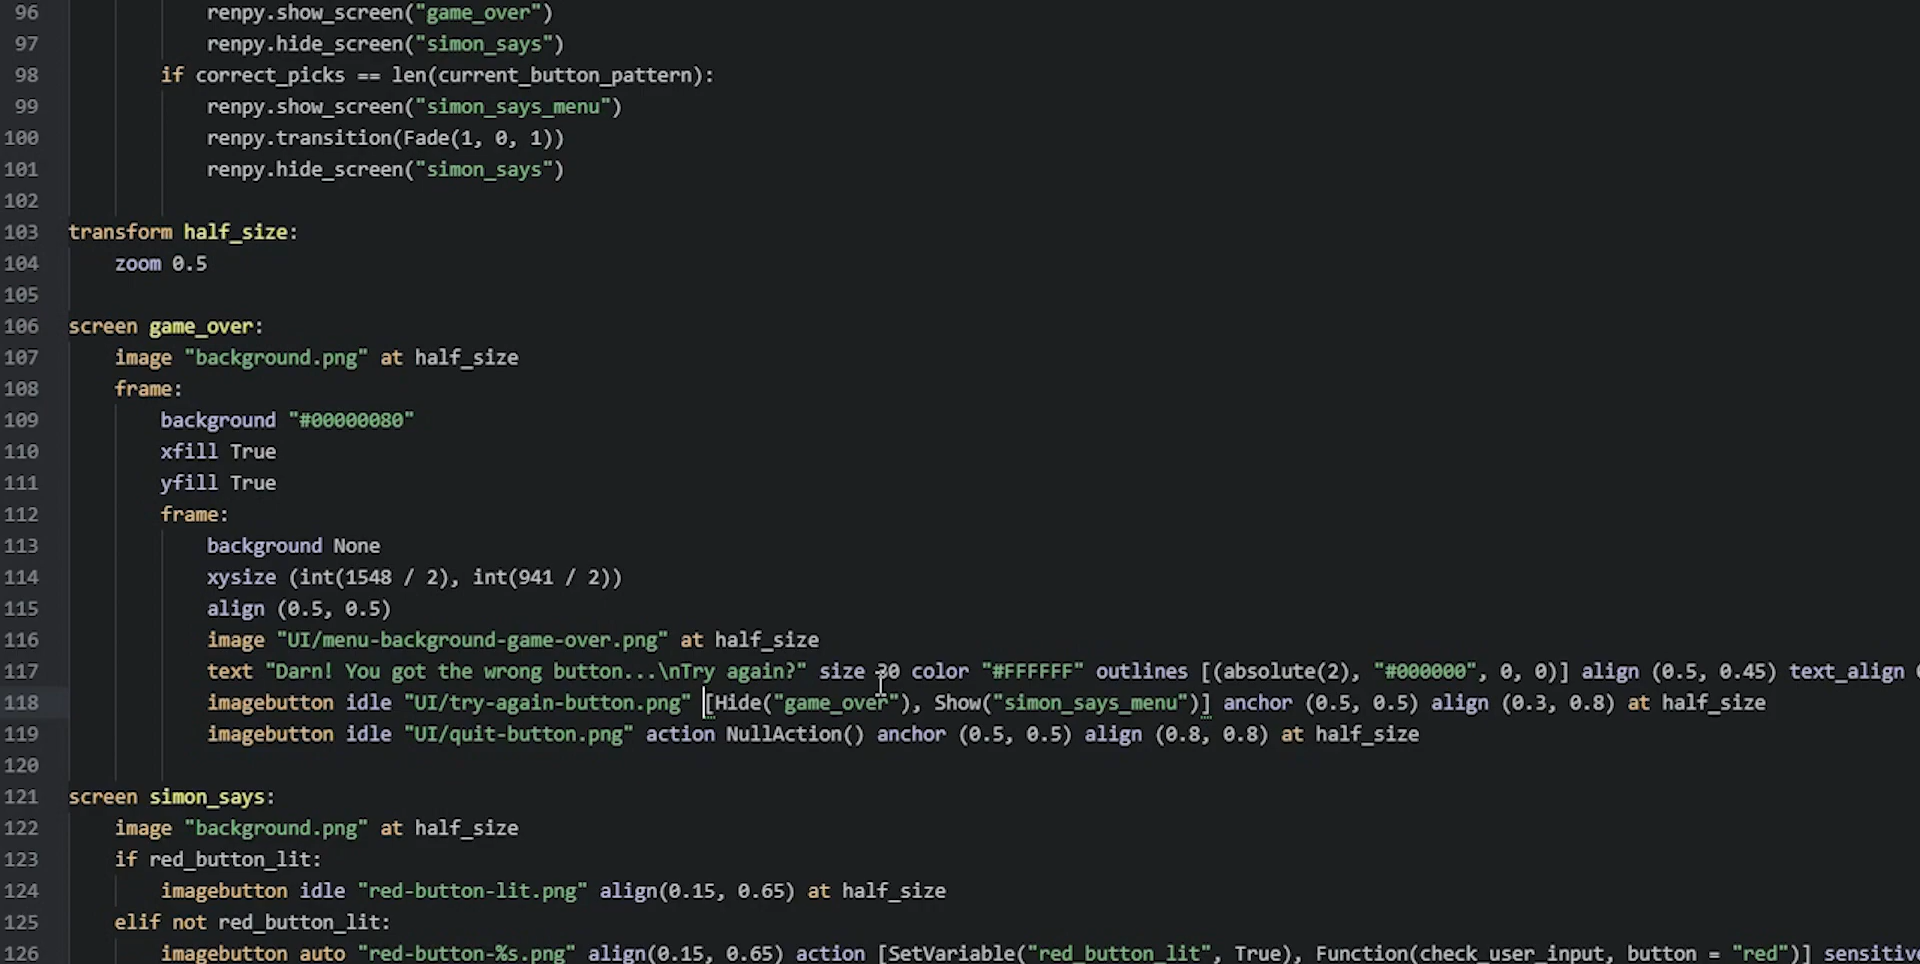 96 renpy.show_screen("game_over")
97 renpy.hide_screen("simon_says")
98 if correct_picks == len(current_button_pattern):
99 renpy.show_screen("simon_says_menu")
100 renpy.transition(Fade(1, 0, 1))
101 renpy.hide_screen("simon_says")
102
103 transform half_size:
104 zoom 0.5
105
106 screen game_over:
107 image "background.png" at half_size
108 frame:
109 background "#00000080"
110 xfill True
111 yfill True
112 frame:
113 background None
114 xysize (int(1548 / 2), int(941 / 2))
115 align (0.5, 0.5)
116 image "UI/menu-background-game-over.png" at half_size
117 text "Darn! You got the wrong button...\nTry again?" size 30 color "#FFFFFF" outlines [(absolute(2), "#000000", 0, 0)] align (0.5, 0.45) text_align
118 imagebutton idle "UI/try-again-button.png" [Hide("game_over"), Show("simon_says_menu")] anchor (0.5, 0.5) align (0.3, 0.8) at half_size
119 imagebutton idle "UI/quit-button.png" action NullAction() anchor (0.5, 0.5) align (0.8, 0.8) at half_size
120
121 screen simon_says:
122 image "background.png" at half_size
123 if red_button_lit:
124 imagebutton idle "red-button-lit.png" align(0.15, 0.65) at half_size
125 elif not red_button_lit:
126 imagebutton auto "red-button-%s.png" align(0.15, 0.65) action [SetVariable("red_button_lit", True), Function(check_user_input, button = "red")]